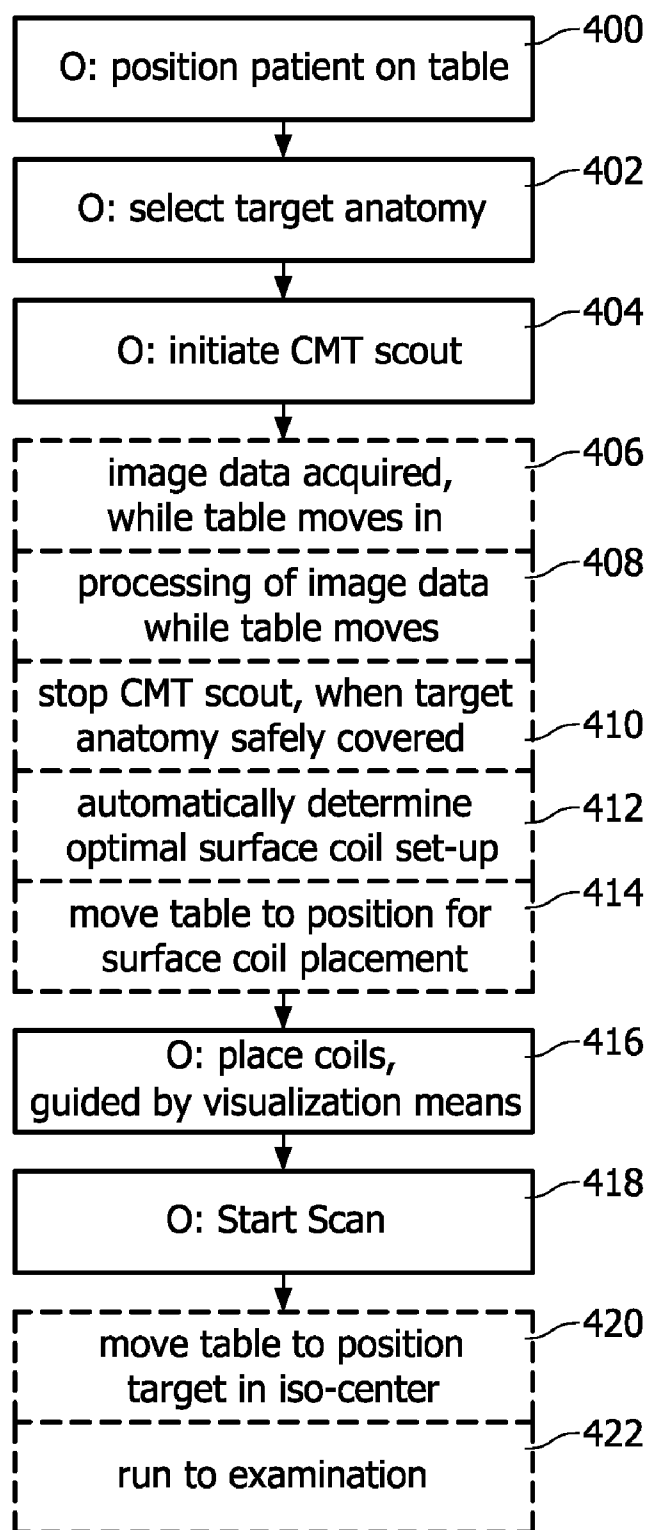 400
O: position patient on table
402
O: select target anatomy
404
O: initiate CMT scout
406
image data acquired,
while table moves in
408
processing of image data
while table moves
stop CMT scout, when target
anatomy safely covered
410
automatically determine
optimal surface coil set-up
412
414
move table to position for
surface coil placement
416
O: place coils,
guided by visualization means
418
O: Start Scan
420
move table to position
target in iso-center
422
run to examination